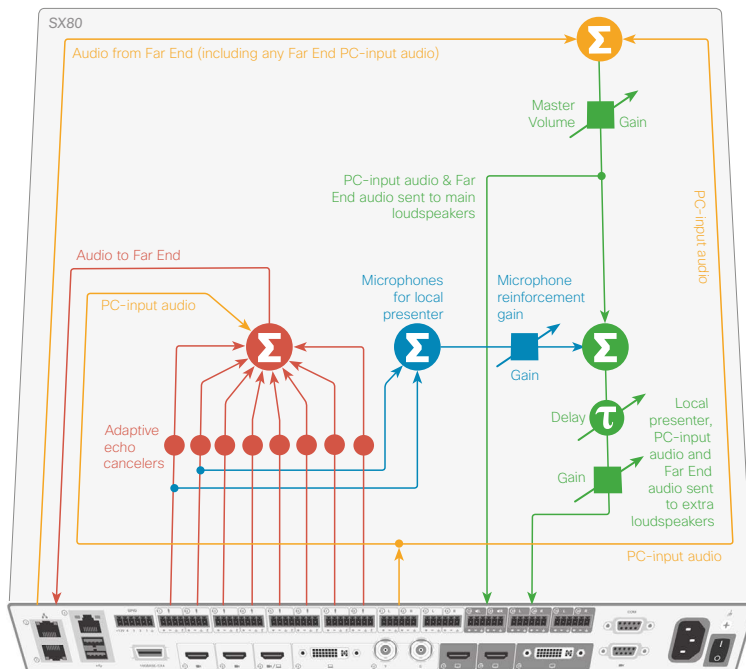 SX80
Audio from Far End (including any Far End PC-input audio)
Σ
Master
Volume
Gain
PC-input audio & Far
End audio sent to main
loudspeakers
PC-input audio
Audio to Far End
PC-input audio
Microphones
for local
presenter
Microphone
reinforcement
gain
Σ
Σ
Σ
Gain
Adaptive
echo
cancelers
Delay
τ
Gain
Local
presenter,
PC-input
audio and
Far End
audio sent
to extra
loudspeakers
PC-input audio